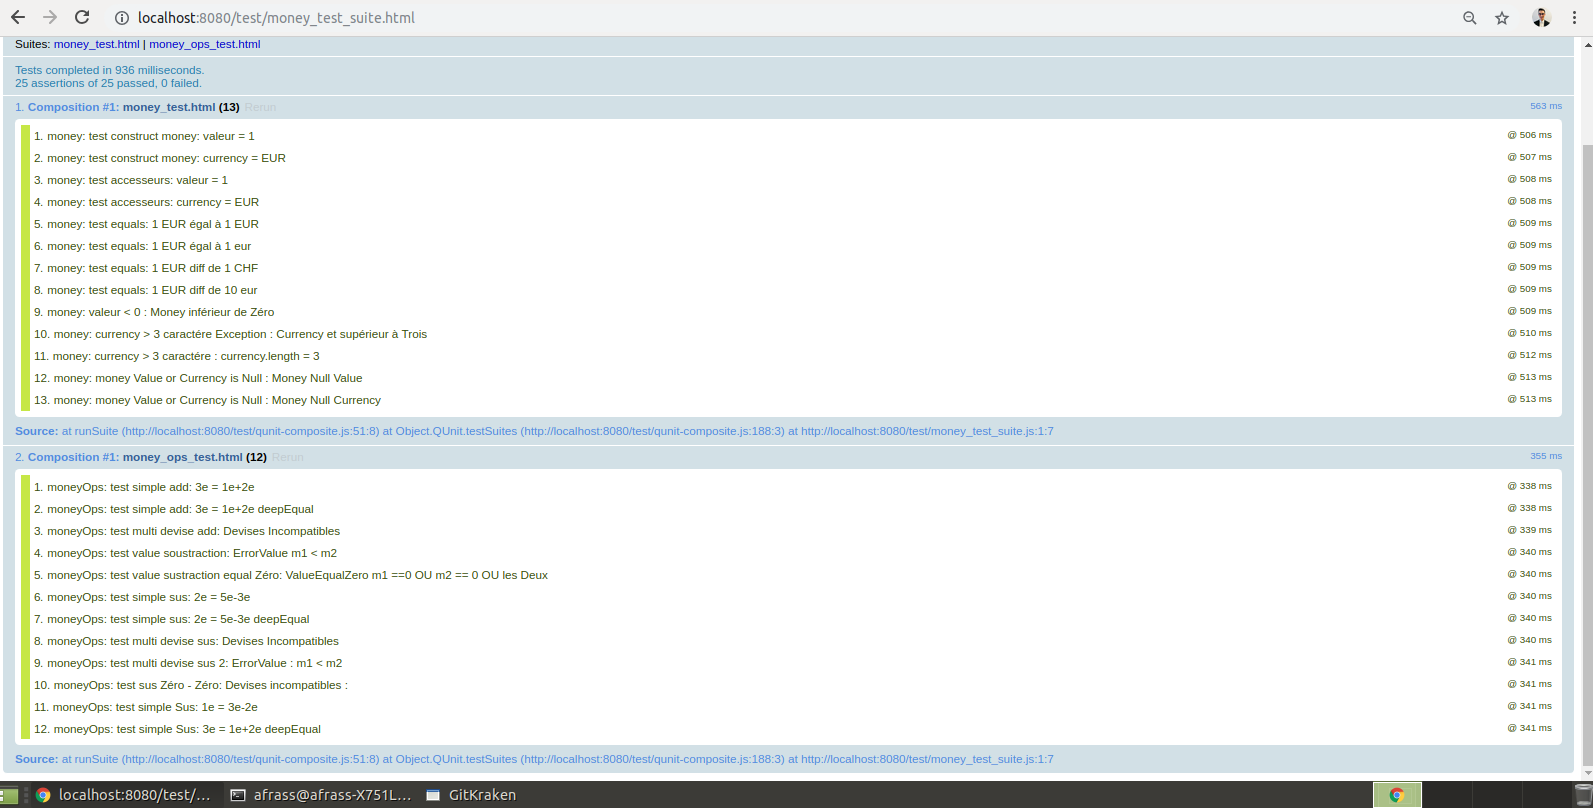 localhost:8080/test/money_test_suite.html
Suites: money_test.html | money_ops_test.html
Tests completed in 936 milliseconds.
25 assertions of 25 passed, 0 failed.
1. Composition #1: money_test.html (13) Rerun 563 ms
1. money: test construct money: valeur = 1 @ 506 ms
2. money: test construct money: currency = EUR @ 507 ms
3. money: test accesseurs: valeur = 1 @ 508 ms
4. money: test accesseurs: currency = EUR @ 508 ms
5. money: test equals: 1 EUR égal à 1 EUR @ 509 ms
6. money: test equals: 1 EUR égal à 1 eur @ 509 ms
7. money: test equals: 1 EUR diff de 1 CHF @ 509 ms
8. money: test equals: 1 EUR diff de 10 eur @ 509 ms
9. money: valeur < 0 : Money inférieur de Zéro @ 509 ms
10. money: currency > 3 caractére Exception : Currency et supérieur à Trois @ 510 ms
11. money: currency > 3 caractére : currency.length = 3 @ 512 ms
12. money: money Value or Currency is Null : Money Null Value @ 513 ms
13. money: money Value or Currency is Null : Money Null Currency @ 513 ms
Source: at runSuite (http://localhost:8080/test/qunit-composite.js:51:8) at Object.QUnit.testSuites (http://localhost:8080/test/qunit-composite.js:188:3) at http://localhost:8080/test/money_test_suite.js:1:7
2. Composition #1: money_ops_test.html (12) Rerun 355 ms
1. moneyOps: test simple add: 3e = 1e+2e @ 338 ms
2. moneyOps: test simple add: 3e = 1e+2e deepEqual @ 338 ms
3. moneyOps: test multi devise add: Devises Incompatibles @ 339 ms
4. moneyOps: test value soustraction: ErrorValue m1 < m2 @ 340 ms
5. moneyOps: test value sustraction equal Zéro: ValueEqualZero m1 ==0 OU m2 == 0 OU les Deux @ 340 ms
6. moneyOps: test simple sus: 2e = 5e-3e @ 340 ms
7. moneyOps: test simple sus: 2e = 5e-3e deepEqual @ 340 ms
8. moneyOps: test multi devise sus: Devises Incompatibles @ 340 ms
9. moneyOps: test multi devise sus 2: ErrorValue : m1 < m2 @ 341 ms
10. moneyOps: test sus Zéro - Zéro: Devises incompatibles : @ 341 ms
11. moneyOps: test simple Sus: 1e = 3e-2e @ 341 ms
12. moneyOps: test simple Sus: 3e = 1e+2e deepEqual @ 341 ms
Source: at runSuite (http://localhost:8080/test/qunit-composite.js:51:8) at Object.QUnit.testSuites (http://localhost:8080/test/qunit-composite.js:188:3) at http://localhost:8080/test/money_test_suite.js:1:7
localhost:8080/test/... afrass@afrass-X751L... GitKraken